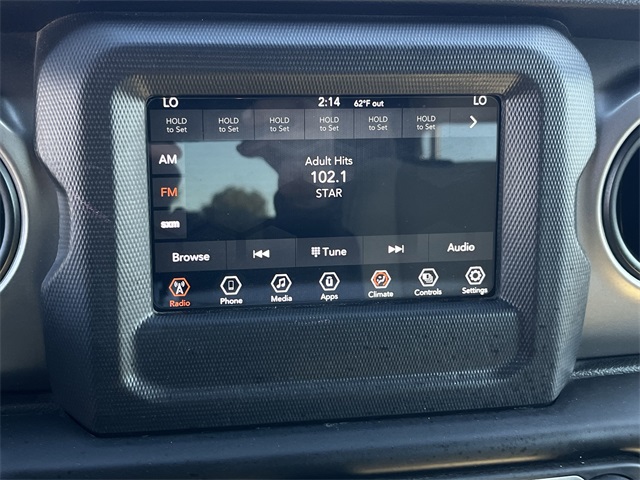 LO 2:14 62°F out LO
HOLD HOLD HOLD HOLD HOLD HOLD
to Set to Set to Set to Set to Set to Set
AM
Adult Hits
102.1
FM
STAR
sxm
Browse Tune Audio
Radio Phone Media Apps Climate Controls Settings